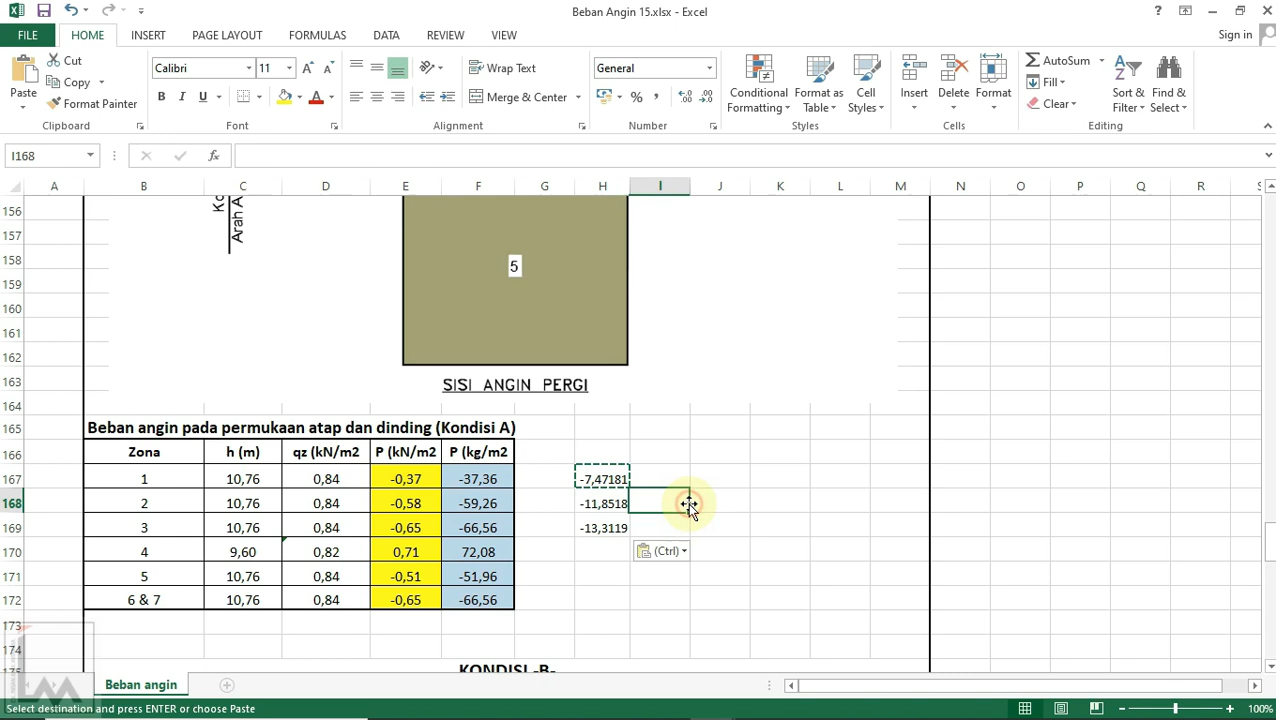 Beban Angin 15.xlsx - Excel
Sign in
FILE HOME INSERT PAGE LAYOUT FORMULAS DATA REVIEW VIEW
Paste Cut Copy Format Painter
Clipboard
Calibri 11
B I U
Font
Wrap Text
Merge & Center
Alignment
General
Number
Conditional Formatting
Format as Table
Cell Styles
Styles
Insert Delete Format
Cells
AutoSum
Fill
Clear
Sort & Filter
Find & Select
Editing
I168
A B C D E F G H I J K L M N O P Q R S
156
157
158
5
159
160
161
162
163 SISI ANGIN PERGI
164
165 Beban angin pada permukaan atap dan dinding (Kondisi A)
166 Zona h (m) qz (kN/m2 P (kN/m2 P (kg/m2
167 1 10,76 0,84 -0,37 -37,36 -7,47181
168 2 10,76 0,84 -0,58 -59,26 -11,8518
169 3 10,76 0,84 -0,65 -66,56 -13,3119
170 4 9,60 0,82 0,71 72,08 (Ctrl)
171 5 10,76 0,84 -0,51 -51,96
172 6 & 7 10,76 0,84 -0,65 -66,56
173
174
175 KONDISI -B-
Beban angin
Select destination and press ENTER or choose Paste
100%